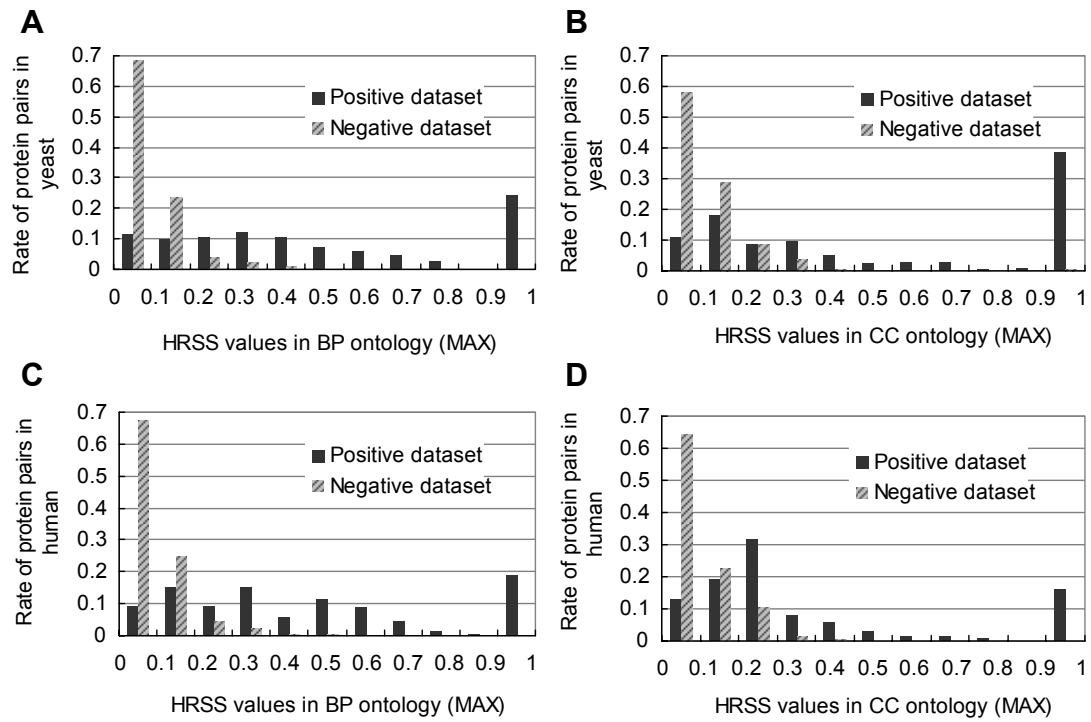 A
0.7
0.6
0.5
0.4
0.3
0.2
0.1
0
Rate of protein pairs in
yeast
Positive dataset
Negative dataset
0 0.1 0.2 0.3 0.4 0.5 0.6 0.7 0.8 0.9 1
HRSS values in BP ontology (MAX)
B
0.7
0.6
0.5
0.4
0.3
0.2
0.1
0
Rate of protein pairs in
yeast
Positive dataset
Negative dataset
0 0.1 0.2 0.3 0.4 0.5 0.6 0.7 0.8 0.9 1
HRSS values in CC ontology (MAX)
C
0.7
0.6
0.5
0.4
0.3
0.2
0.1
0
Rate of protein pairs in
human
Positive dataset
Negative dataset
0 0.1 0.2 0.3 0.4 0.5 0.6 0.7 0.8 0.9 1
HRSS values in BP ontology (MAX)
D
0.7
0.6
0.5
0.4
0.3
0.2
0.1
0
Rate of protein pairs in
human
Positive dataset
Negative dataset
0 0.1 0.2 0.3 0.4 0.5 0.6 0.7 0.8 0.9 1
HRSS values in CC ontology (MAX)